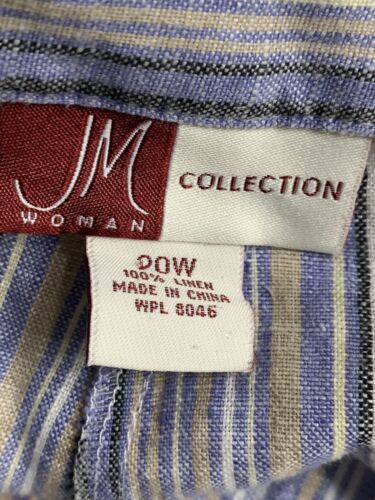 JM
WOMAN
COLLECTION
20W
100% LINEN
MADE IN CHINA
WPL 8046